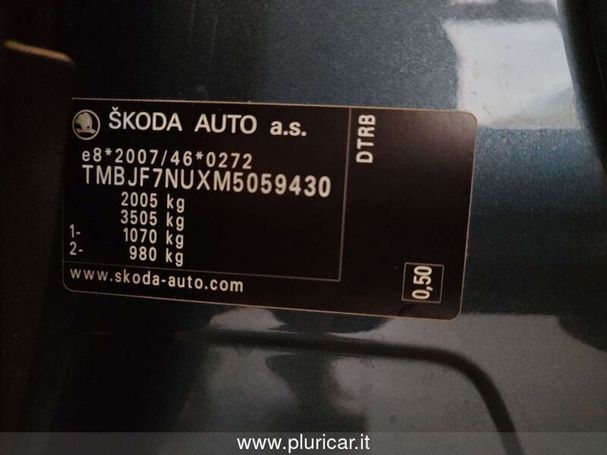 ŠKODA AUTO a.s.
e8*2007/46*0272
TMBJF7NUXM5059430
2005 kg
3505 kg
1- 1070 kg
2- 980 kg
www.skoda-auto.com
DTRB
0,50
www.pluricar.it